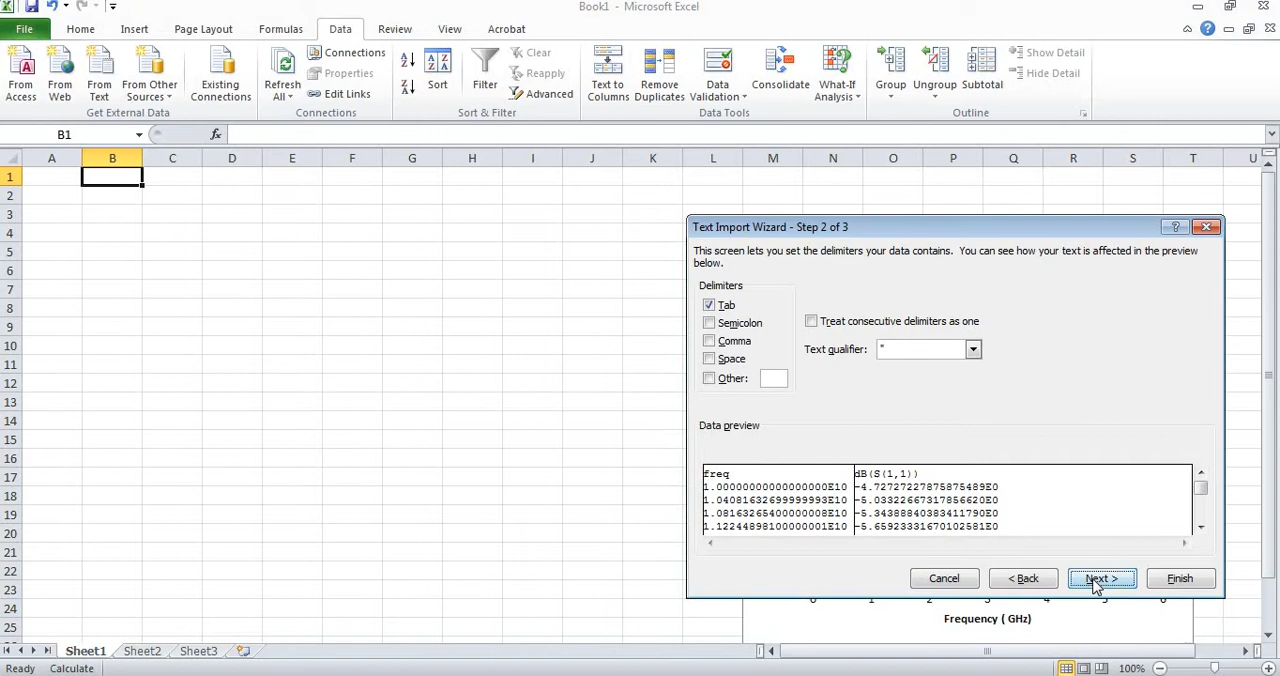 Book1 - Microsoft Excel
File Home Insert Page Layout Formulas Data Review View Acrobat
From Access
From Web
From Text
From Other Sources
Existing Connections
Get External Data
Refresh All
Connections
Properties
Edit Links
Connections
Sort
Filter
Clear
Reapply
Advanced
Sort & Filter
Text to Columns
Remove Duplicates
Data Validation
Consolidate
What-If Analysis
Data Tools
Group
Ungroup
Subtotal
Show Detail
Hide Detail
Outline
B1
fx
A B C D E F G H I J K L M N O P Q R S T U
1
2
3
4
5
6
7
8
9
10
11
12
13
14
15
16
17
18
19
20
21
22
23
24
25
Text Import Wizard - Step 2 of 3
This screen lets you set the delimiters your data contains. You can see how your text is affected in the preview
below.
Delimiters
Tab
Semicolon
Comma
Space
Other:
Treat consecutive delimiters as one
Text qualifier: "
Data preview
freq dB(S(1,1))
1.00000000000000000E10 -4.72727227875875489E0
1.04081632699999993E10 -5.03322667317856620E0
1.08163265400000008E10 -5.34388840383411790E0
1.12244898100000001E10 -5.65923331670102581E0
Cancel < Back Next > Finish
0 1 2 3 4 5 6
Frequency ( GHz)
Sheet1 Sheet2 Sheet3
Ready Calculate 100%